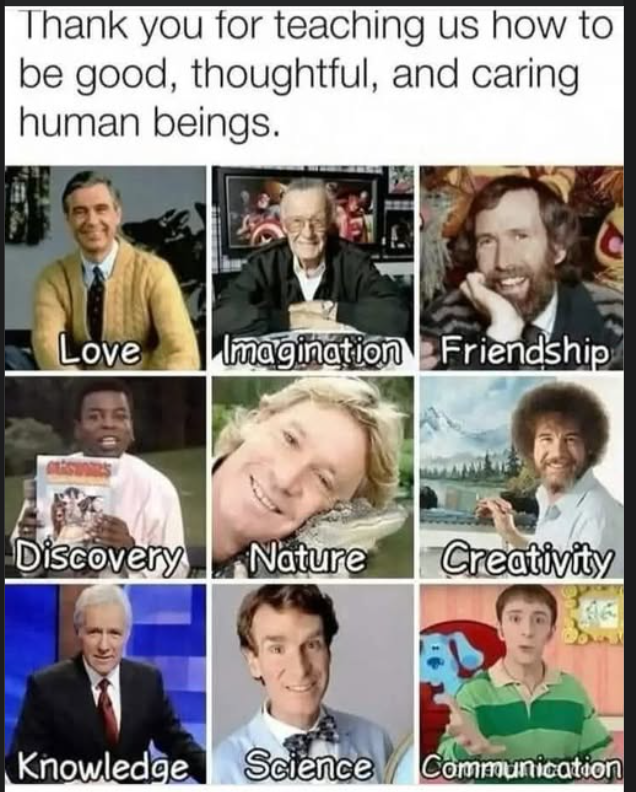 Thank you for teaching us how to
be good, thoughtful, and caring
human beings.
Love
Imagination
Friendship
Discovery
Nature
Creativity
Knowledge
Science
Communication